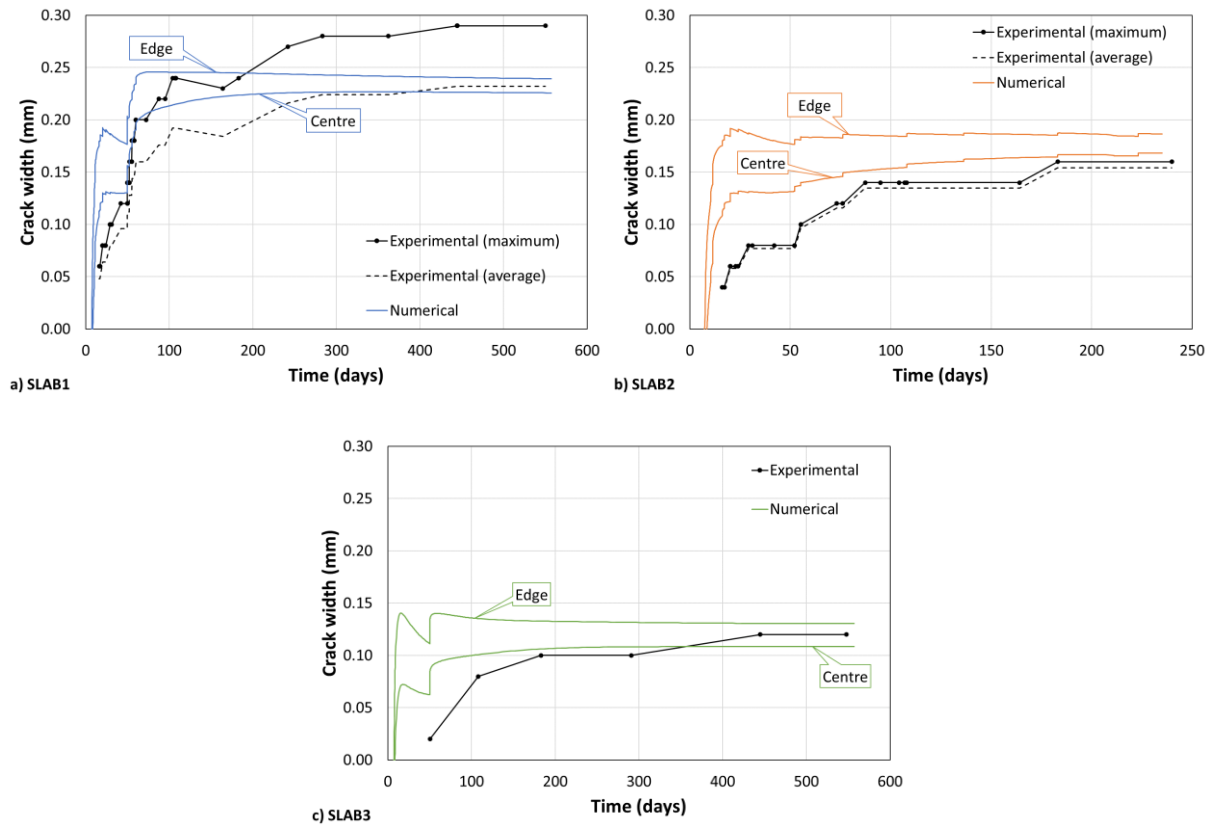 0.30
0.25
0.20
0.15
0.10
0.05
0.00
Crack width (mm)
Edge
Centre
Experimental (maximum)
Experimental (average)
Numerical
0 100 200 300 400 500 600
Time (days)
a) SLAB1
0.30
0.25
0.20
0.15
0.10
0.05
0.00
Crack width (mm)
Experimental (maximum)
Experimental (average)
Numerical
Edge
Centre
0 50 100 150 200 250
Time (days)
b) SLAB2
0.30
0.25
0.20
0.15
0.10
0.05
0.00
Crack width (mm)
Experimental
Numerical
Edge
Centre
0 100 200 300 400 500 600
Time (days)
c) SLAB3